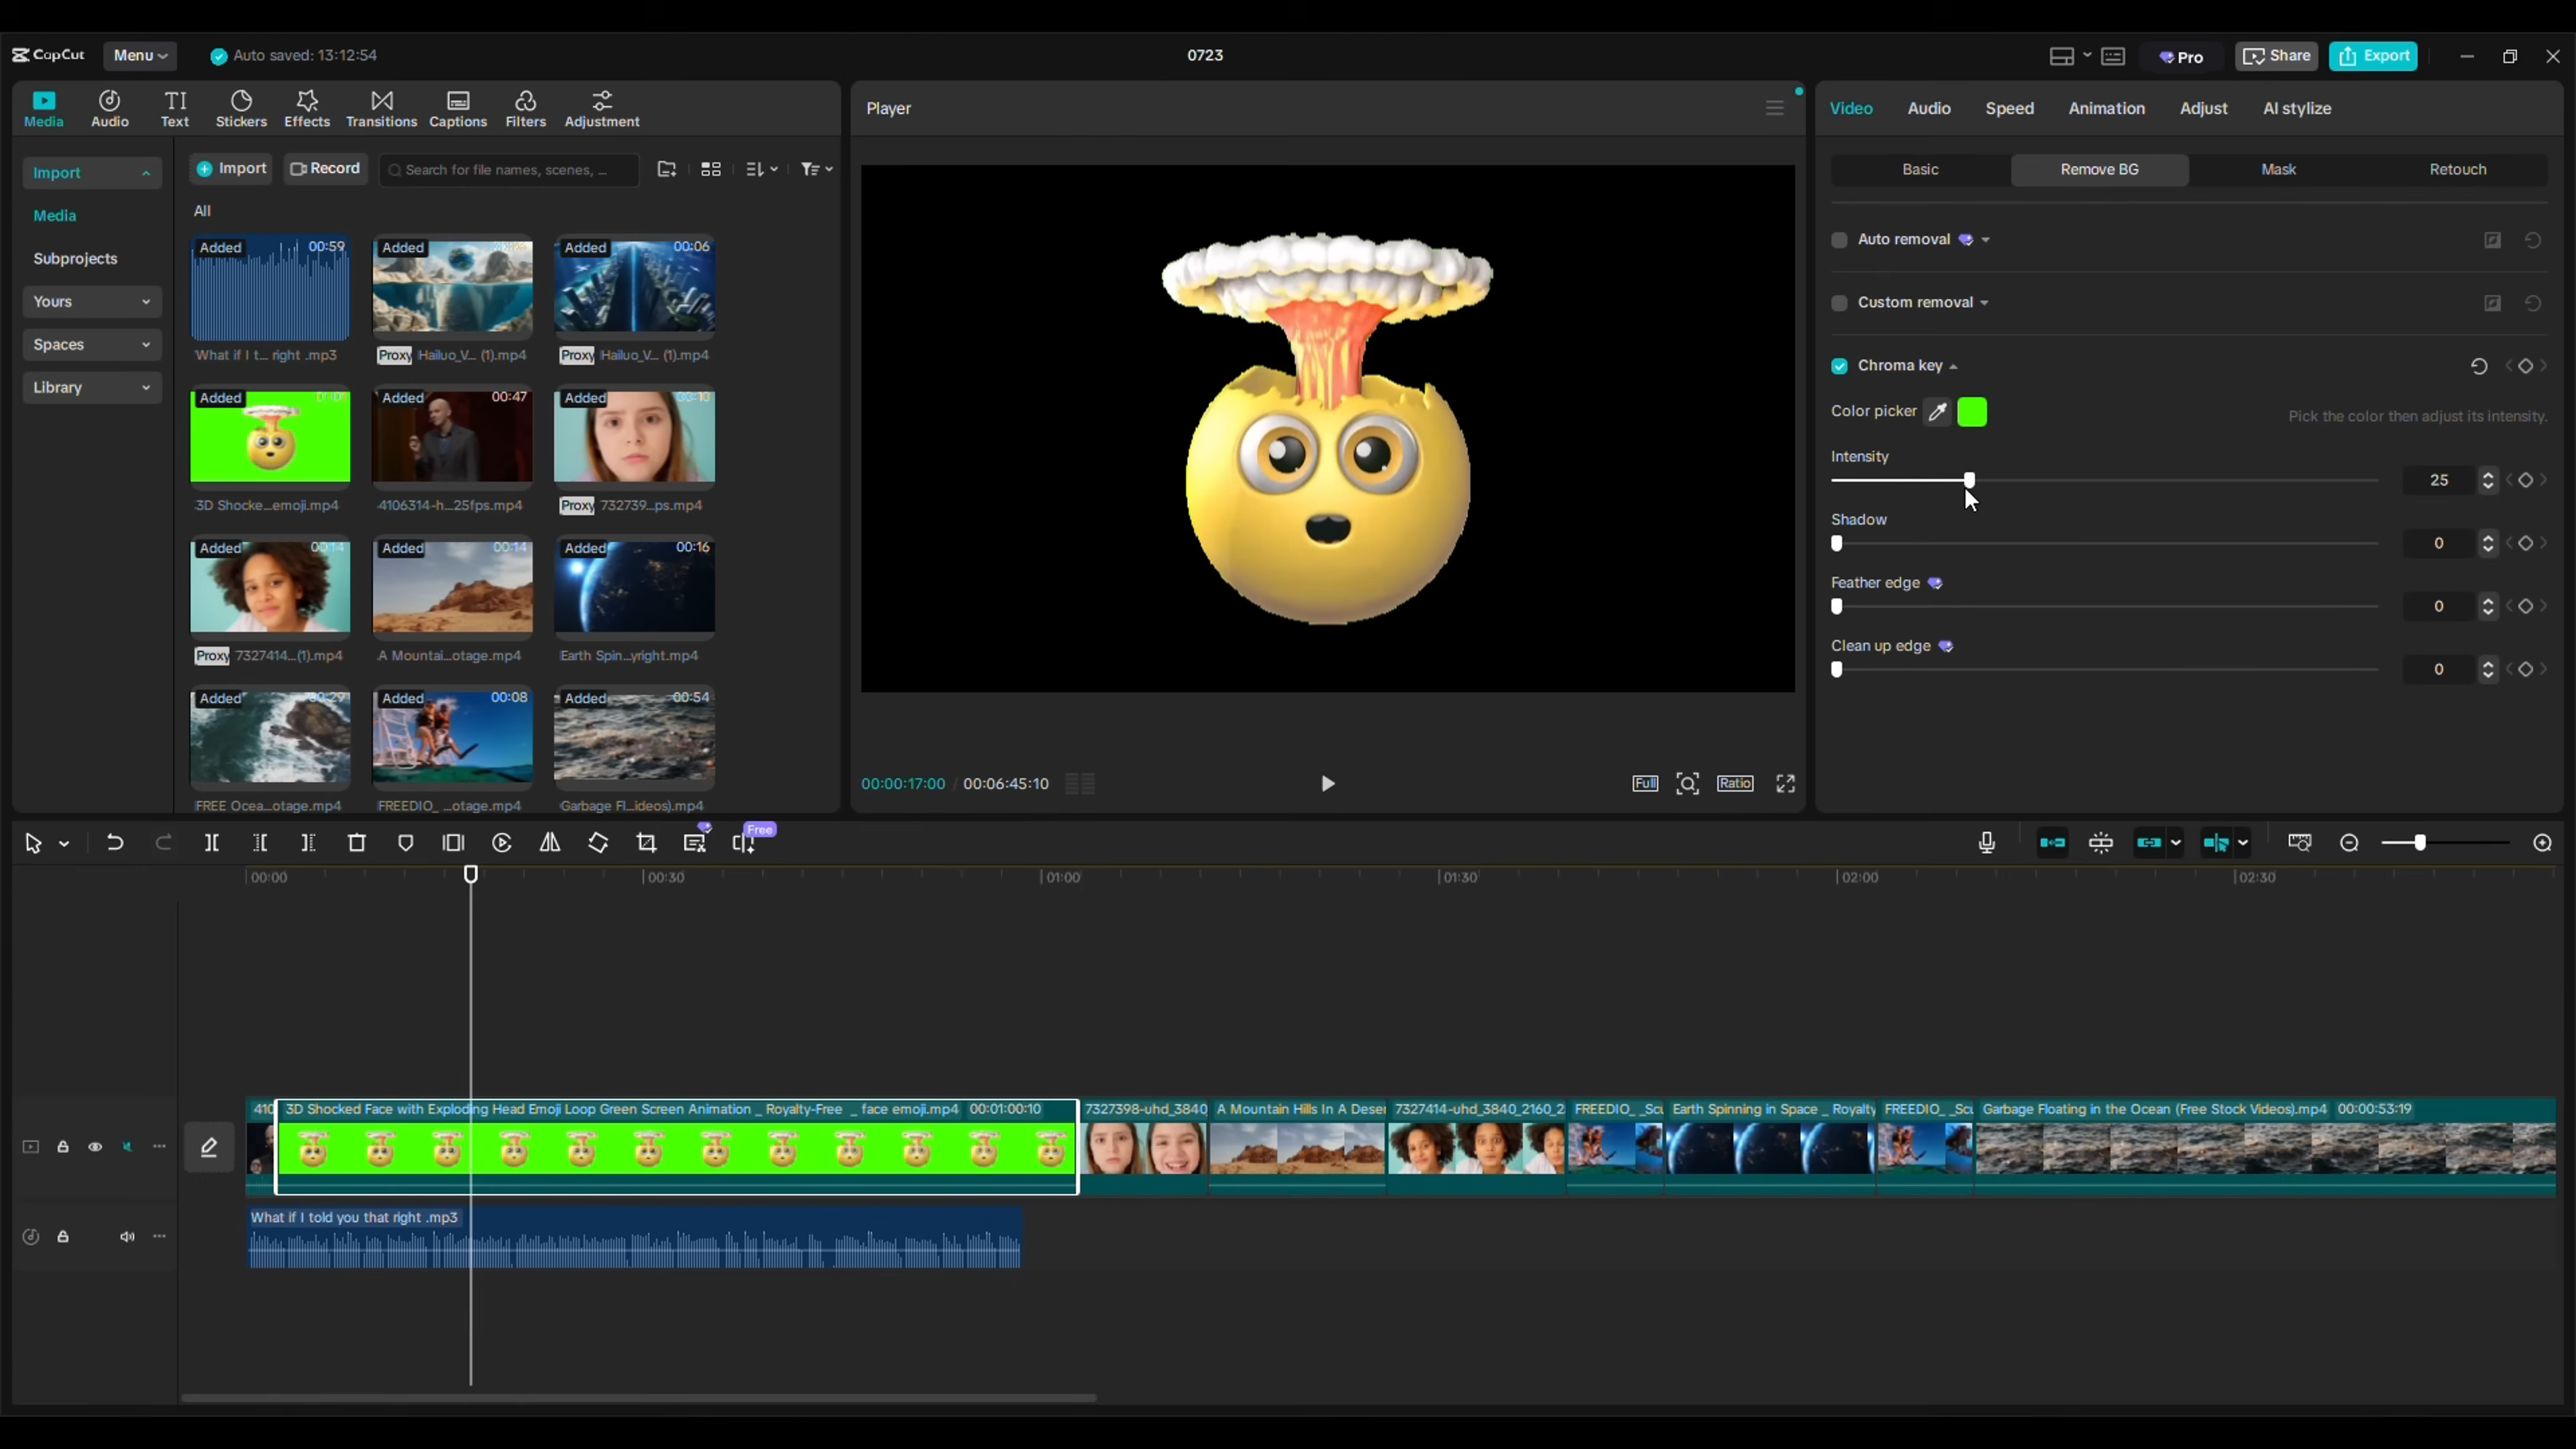 CapCut Menu Auto saved: 13:12:54 0723 Pro Share Export
Media Audio Text Stickers Effects Transitions Captions Filters Adjustment
Import
Media
Subprojects
Yours
Spaces
Library
Import Record Search for file names, scenes, ...
All
Added 00:59 Added Added 00:06
What if I t... right .mp3 Proxy Hailuo_V... (1).mp4 Proxy Hailuo_V... (1).mp4
Added Added 00:47 Added
3D Shocke...emoji.mp4 4106314-h...25fps.mp4 Proxy 732739...ps.mp4
Added 00:14 Added 00:14 Added 00:16
Proxy 7327414...(1).mp4 A Mountai...otage.mp4 Earth Spin...yright.mp4
Added 00:29 Added 00:08 Added 00:54
FREE Ocea...otage.mp4 FREEDIO_ ...otage.mp4 Garbage Fl...ideos).mp4
Player
00:00:17:00 / 00:06:45:10 Full Ratio
Video Audio Speed Animation Adjust AI stylize
Basic Remove BG Mask Retouch
Auto removal
Custom removal
Chroma key
Color picker Pick the color then adjust its intensity.
Intensity
25
Shadow
0
Feather edge
0
Clean up edge
0
Free
00:00 00:30 01:00 01:30 02:00 02:30
410 3D Shocked Face with Exploding Head Emoji Loop Green Screen Animation _ Royalty-Free _ face emoji.mp4 00:01:00:10 7327398-uhd_3840 A Mountain Hills In A Deser 7327414-uhd_3840_2160_2 FREEDIO_ _Scu Earth Spinning in Space _ Royalty FREEDIO_ _Scu Garbage Floating in the Ocean (Free Stock Videos).mp4 00:00:53:19
What if I told you that right .mp3